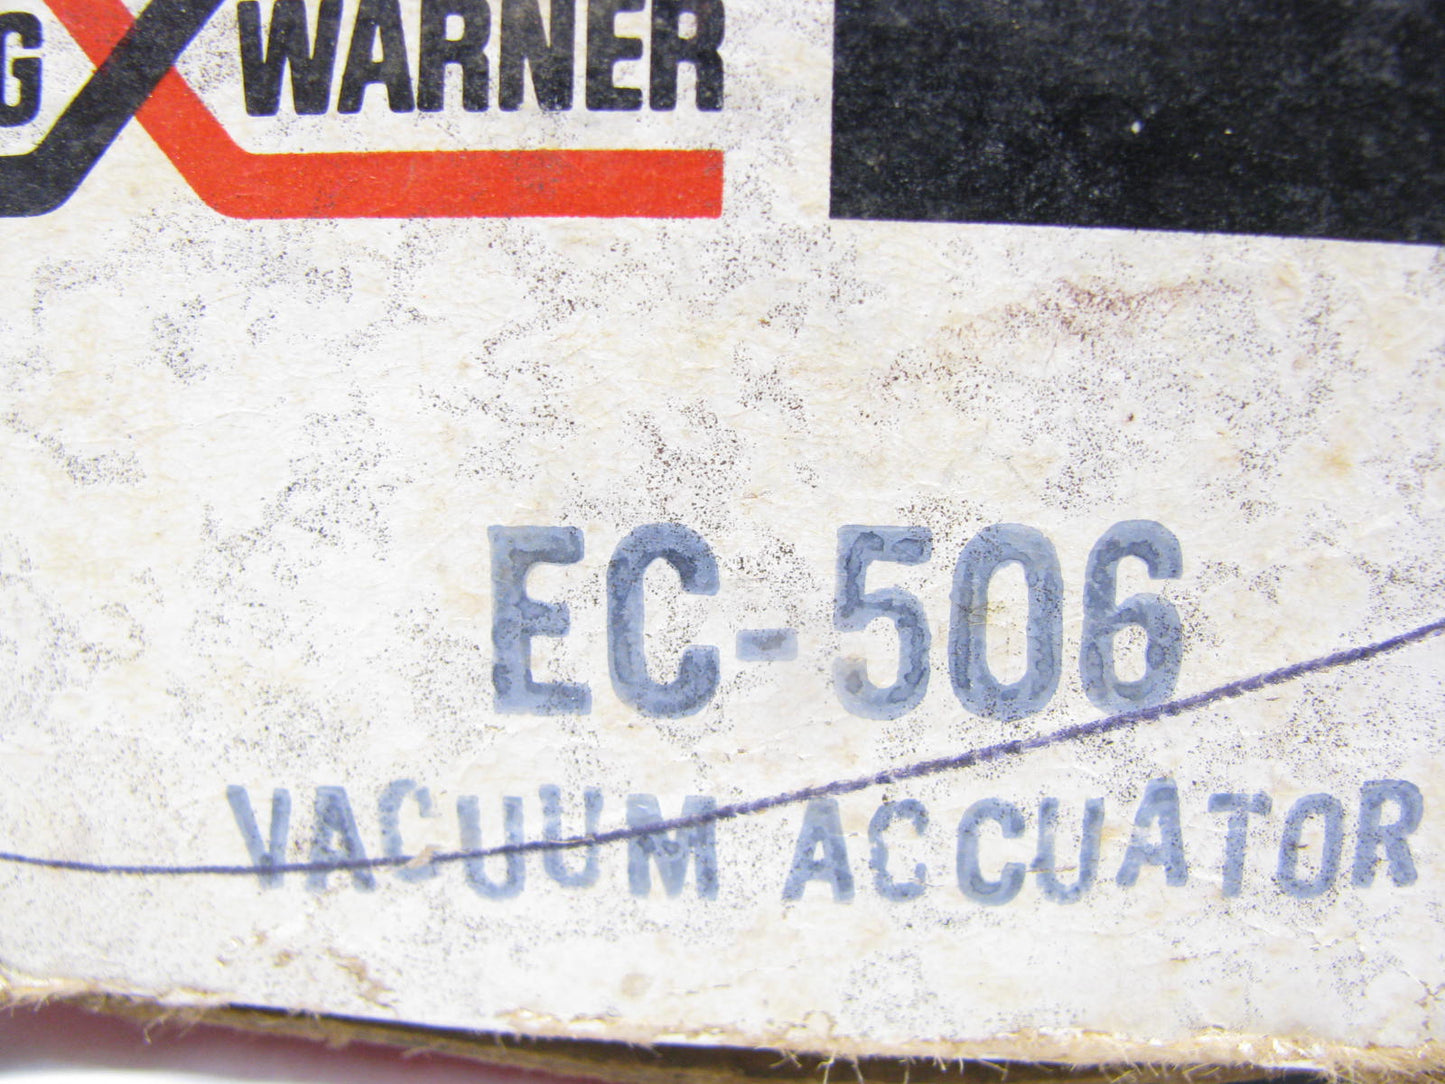 G WARNER
EC-506
VACUUM ACCUATOR